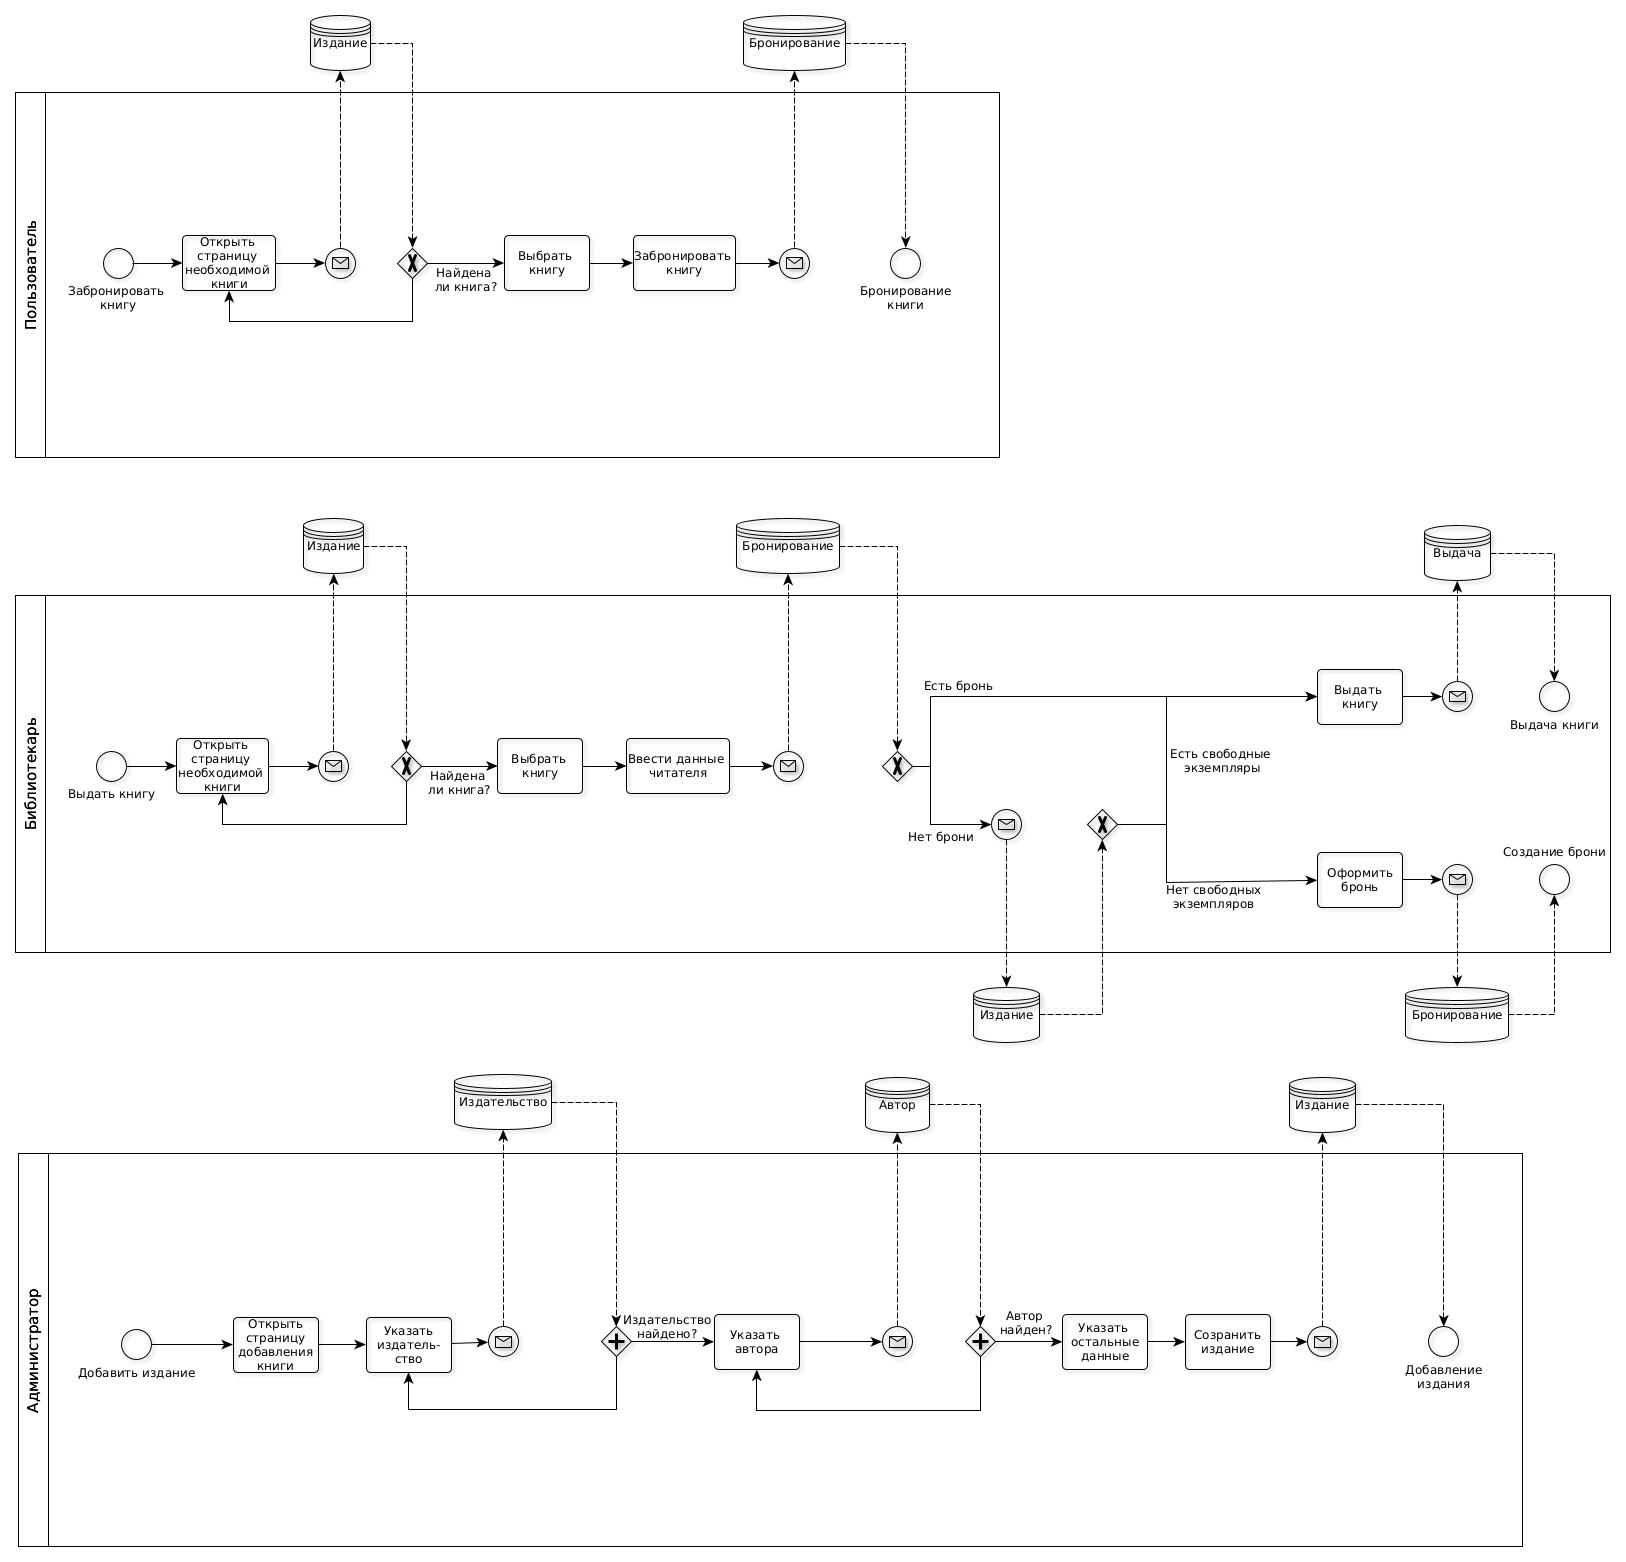 Издание
Бронирование
Пользователь
Открыть
страницу
необходимой
книги
Забронировать
книгу
Найдена
ли книга?
Выбрать
книгу
Забронировать
книгу
Бронирование
книги
Издание
Бронирование
Выдача
Библиотекарь
Выдать книгу
Открыть
страницу
необходимой
книги
Найдена
ли книга?
Выбрать
книгу
Ввести данные
читателя
Есть бронь
Нет брони
Есть свободные
экземпляры
Нет свободных
экземпляров
Выдать
книгу
Выдача книги
Оформить
бронь
Создание брони
Издание
Бронирование
Издательство
Автор
Издание
Администратор
Добавить издание
Открыть
страницу
добавления
книги
Указать
издатель-
ство
Издательство
найдено?
Указать
автора
Автор
найден?
Указать
остальные
данные
Созранить
издание
Добавление
издания